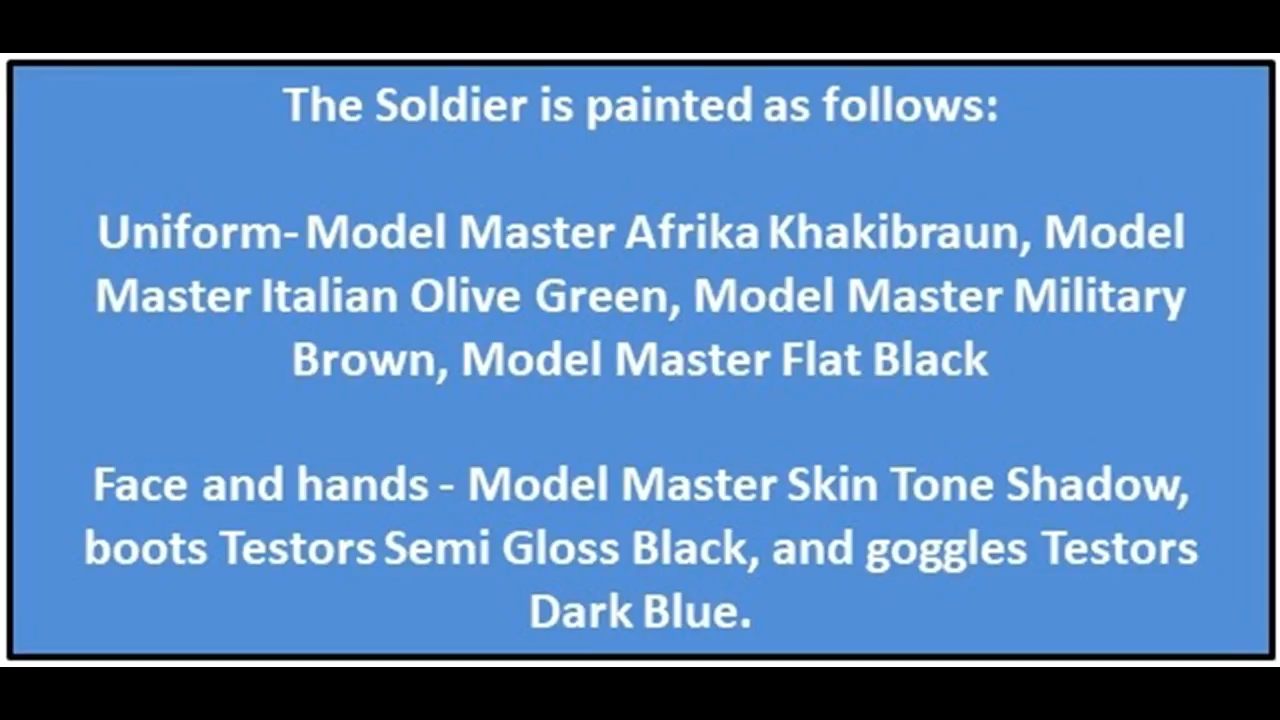 The Soldier is painted as follows:
Uniform- Model Master Afrika Khakibraun, Model
Master Italian Olive Green, Model Master Military
Brown, Model Master Flat Black
Face and hands - Model Master Skin Tone Shadow,
boots Testors Semi Gloss Black, and goggles Testors
Dark Blue.